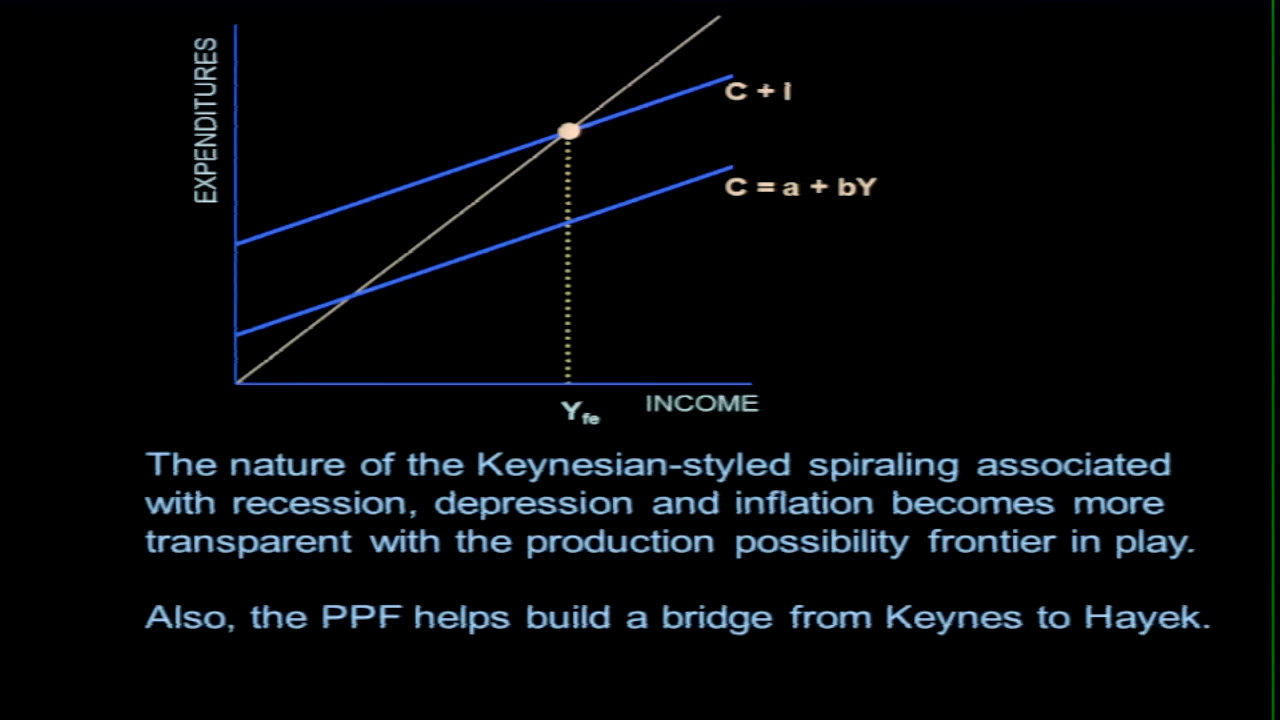 EXPENDITURES
C + I
C = a + bY
Yfe
INCOME
The nature of the Keynesian-styled spiraling associated
with recession, depression and inflation becomes more
transparent with the production possibility frontier in play.
Also, the PPF helps build a bridge from Keynes to Hayek.